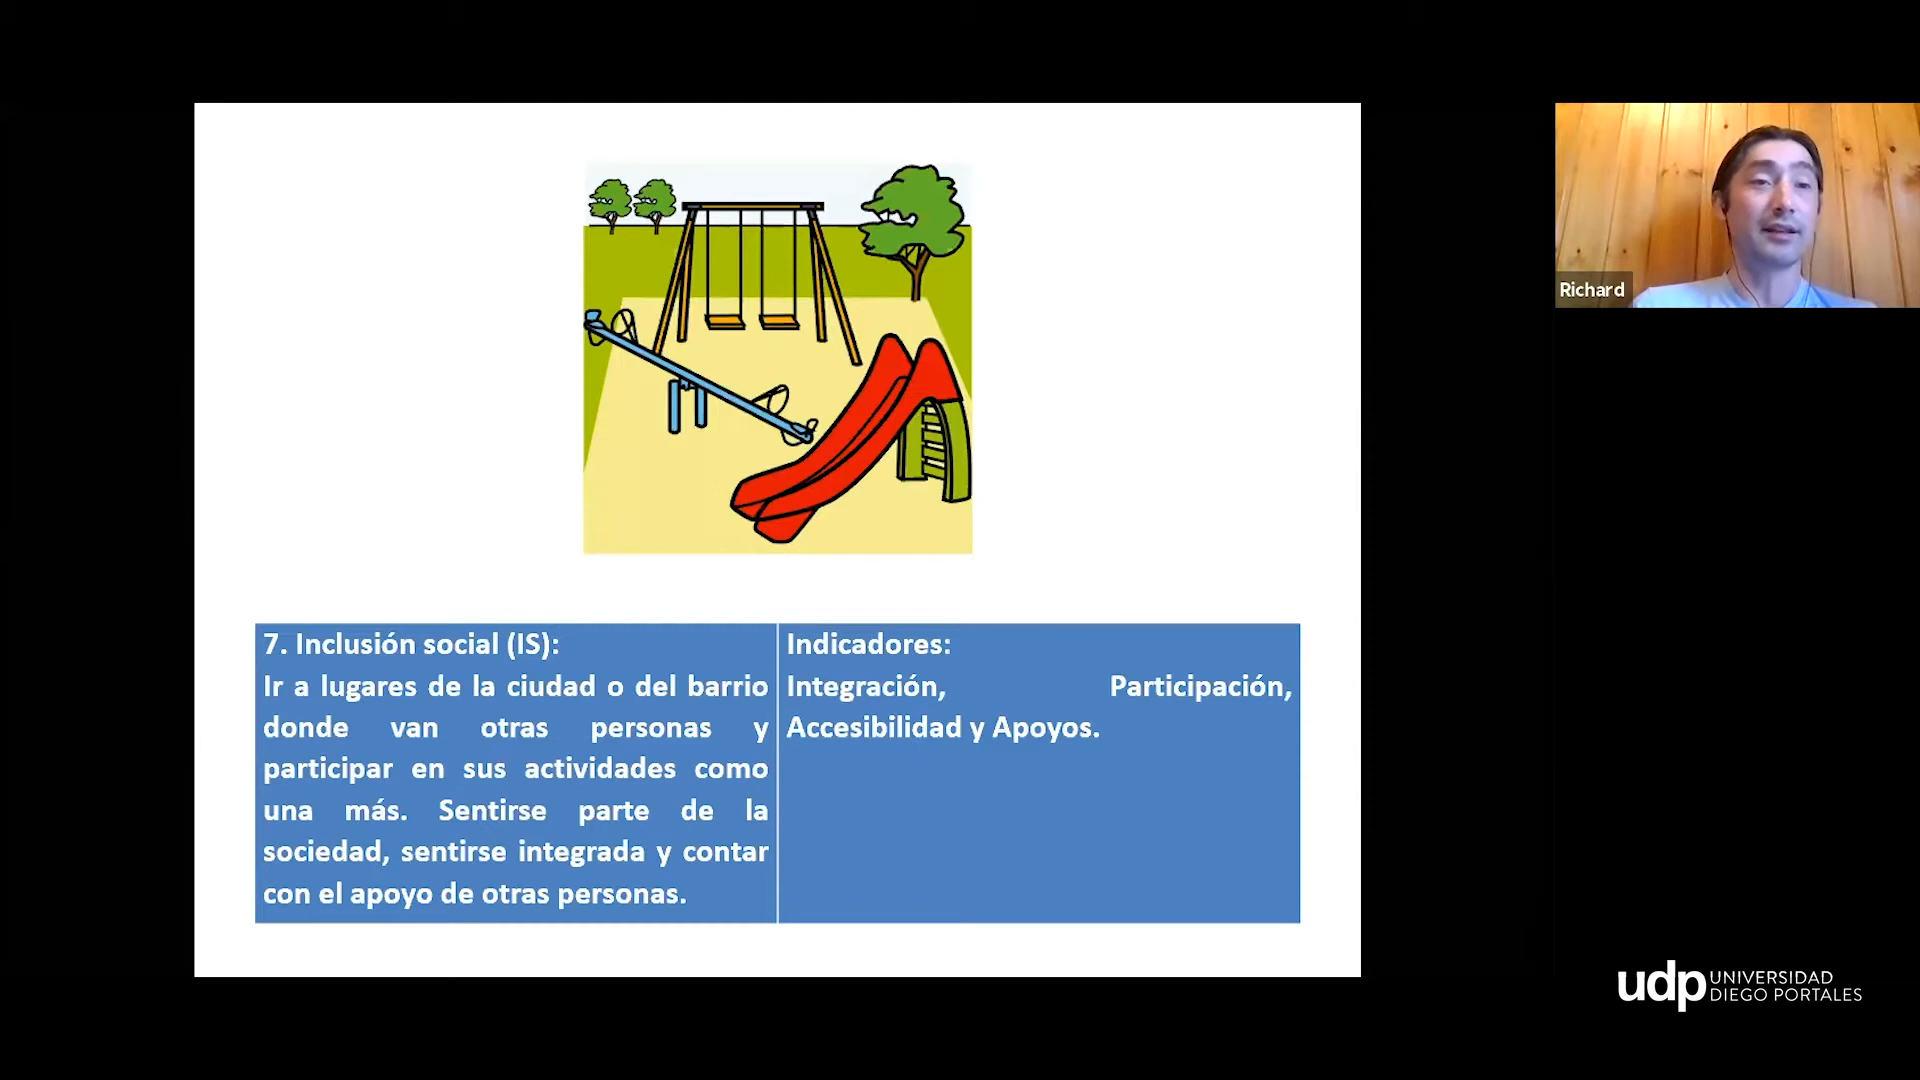 7. Inclusión social (IS):
Ir a lugares de la ciudad o del barrio
donde van otras personas y
participar en sus actividades como
una más. Sentirse parte de la
sociedad, sentirse integrada y contar
con el apoyo de otras personas.
Indicadores:
Integración, Participación,
Accesibilidad y Apoyos.
Richard
udp UNIVERSIDAD
DIEGO PORTALES